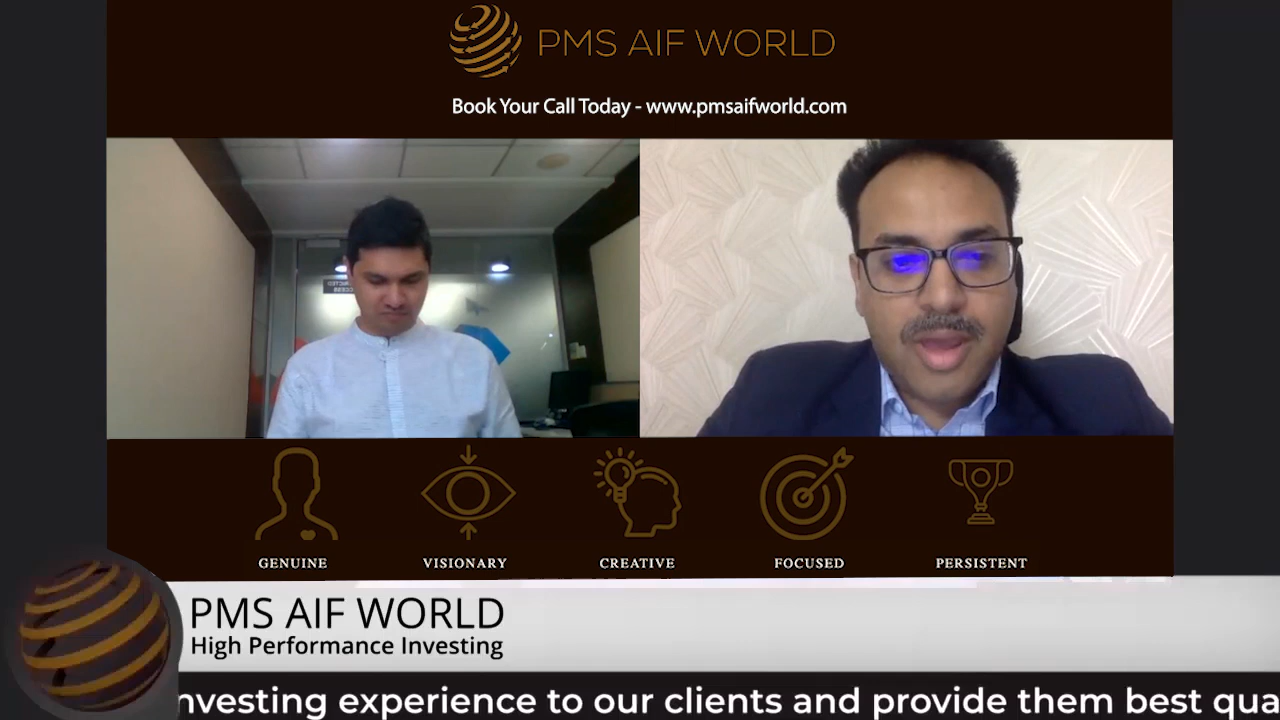 PMS AIF WORLD
Book Your Call Today - www.pmsaifworld.com
GENUINE VISIONARY CREATIVE FOCUSED PERSISTENT
PMS AIF WORLD
High Performance Investing
nvesting experience to our clients and provide them best qua